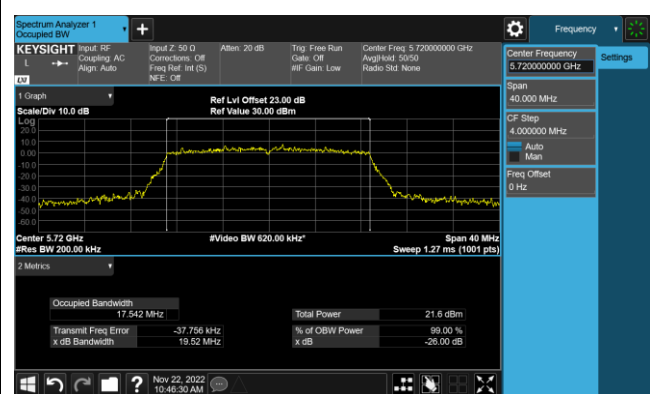 Spectrum Analyzer 1
Occupied BW
+
Frequency
KEYSIGHT
L
LXI
Input: RF
Coupling: AC
Align: Auto
Input Z: 50 Ω
Corrections: Off
Freq Ref: Int (S)
NFE: Off
Atten: 20 dB
Trig: Free Run
Gate: Off
#IF Gain: Low
Center Freq: 5.720000000 GHz
Avg|Hold: 50/50
Radio Std: None
Center Frequency
5.720000000 GHz
Settings
Span
40.000 MHz
CF Step
4.000000 MHz
Auto
Man
Freq Offset
0 Hz
1 Graph
Scale/Div 10.0 dB
Ref Lvl Offset 23.00 dB
Ref Value 30.00 dBm
Log
20.0
10.0
0.00
-10.0
-20.0
-30.0
-40.0
-50.0
-60.0
Center 5.72 GHz
#Video BW 620.00 kHz*
Span 40 MHz
#Res BW 200.00 kHz
Sweep 1.27 ms (1001 pts)
2 Metrics
Occupied Bandwidth
17.542 MHz
Total Power 21.6 dBm
Transmit Freq Error -37.756 kHz
% of OBW Power 99.00 %
x dB Bandwidth 19.52 MHz
x dB -26.00 dB
?
Nov 22, 2022
10:46:30 AM